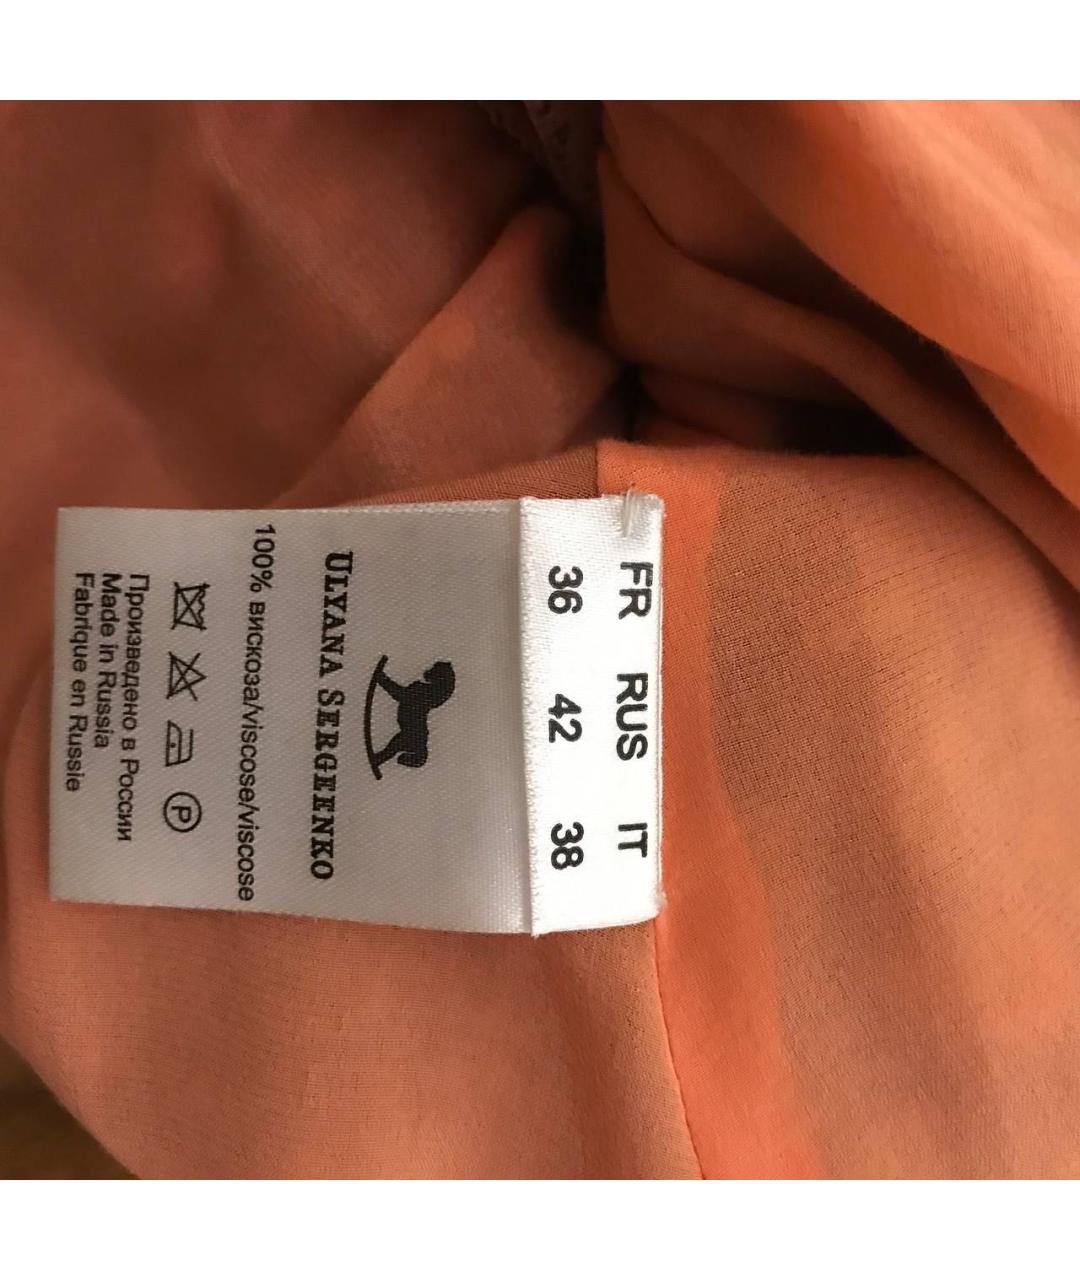 FR RUS IT
36 42 38
ULYANA SERGEENKO
100% вискоза/viscose/viscose
P
Произведено в России
Made in Russia
Fabrique en Russie